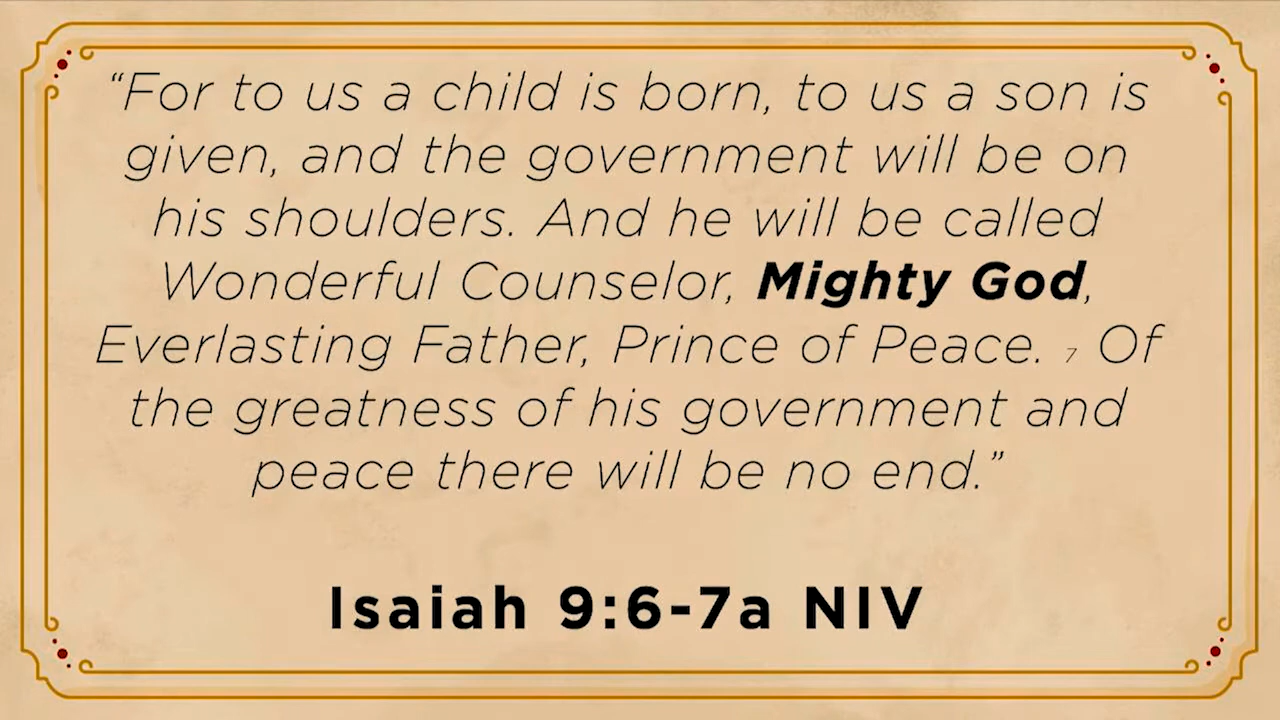 “For to us a child is born, to us a son is
given, and the government will be on
his shoulders. And he will be called
Wonderful Counselor, Mighty God,
Everlasting Father, Prince of Peace. 7 Of
the greatness of his government and
peace there will be no end.”
Isaiah 9:6-7a NIV